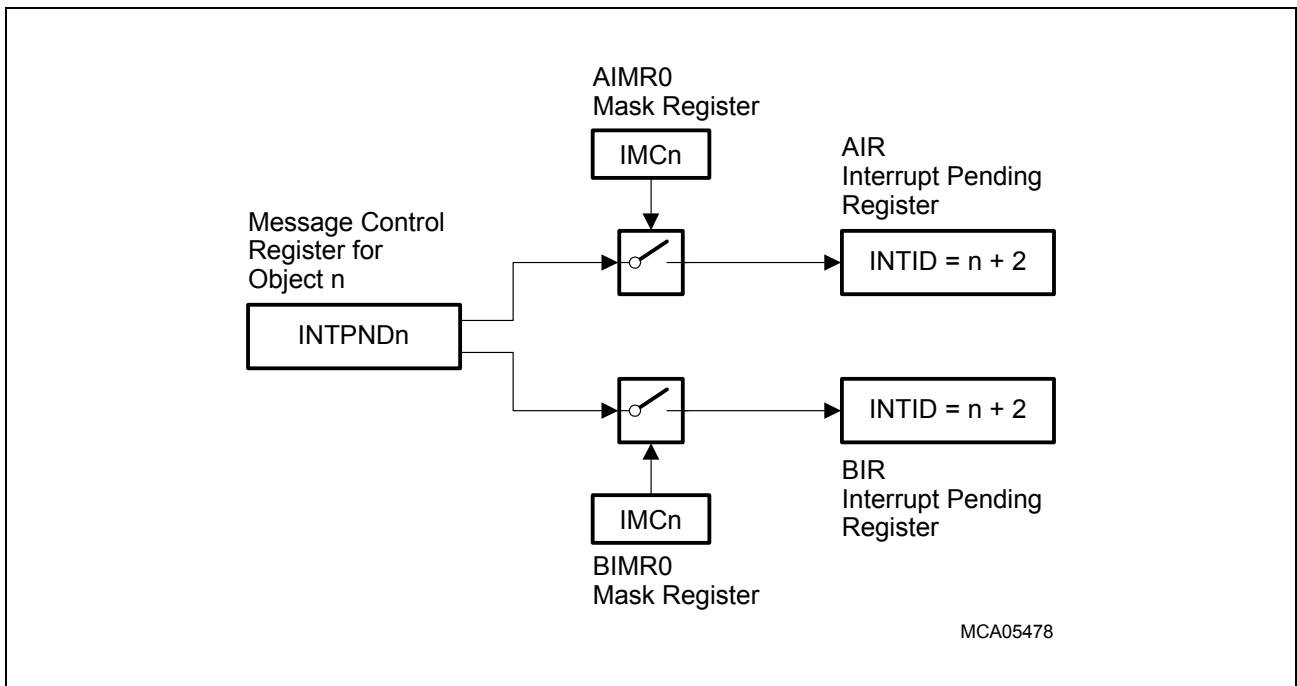 AIMR0
Mask Register
IMCn
AIR
Interrupt Pending
Register
INTID = n + 2
Message Control
Register for
Object n
INTPNDn
INTID = n + 2
BIR
Interrupt Pending
Register
IMCn
BIMR0
Mask Register
MCA05478